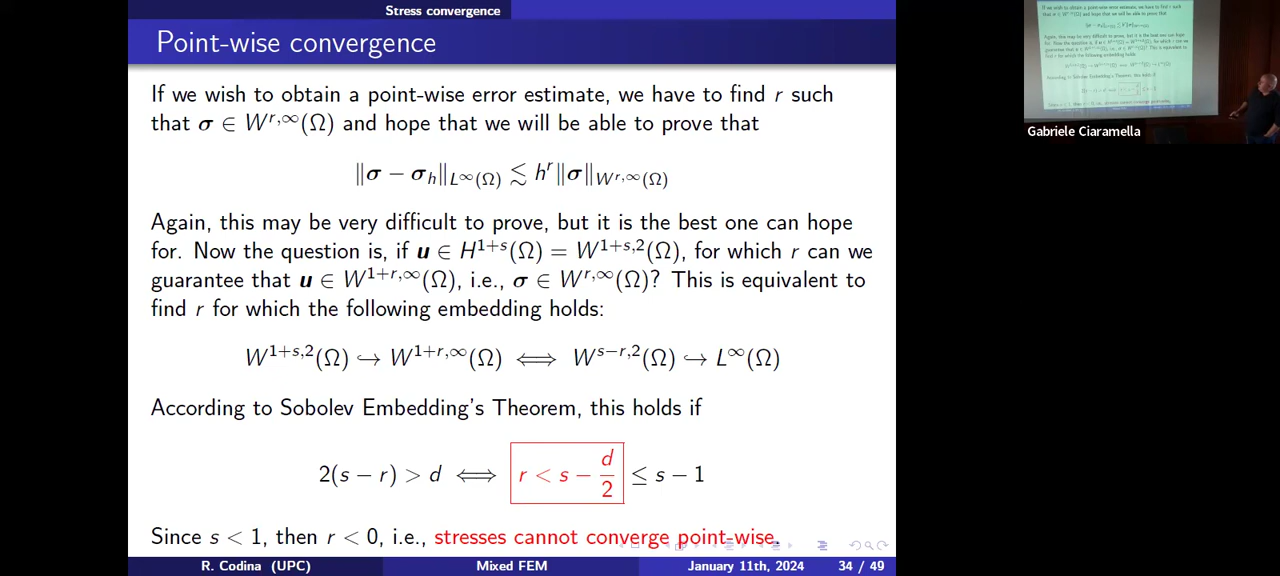 Stress convergence
Point-wise convergence
If we wish to obtain a point-wise error estimate, we have to find r such
that σ ∈ W^{r,∞}(Ω) and hope that we will be able to prove that
‖σ − σ_h‖_{L^∞(Ω)} ≲ h^r ‖σ‖_{W^{r,∞}(Ω)}
Again, this may be very difficult to prove, but it is the best one can hope
for. Now the question is, if u ∈ H^{1+s}(Ω) = W^{1+s,2}(Ω), for which r can we
guarantee that u ∈ W^{1+r,∞}(Ω), i.e., σ ∈ W^{r,∞}(Ω)? This is equivalent to
find r for which the following embedding holds:
W^{1+s,2}(Ω) ↪ W^{1+r,∞}(Ω) ⟺ W^{s−r,2}(Ω) ↪ L^∞(Ω)
According to Sobolev Embedding's Theorem, this holds if
2(s − r) > d ⟺ r < s − d/2 ≤ s − 1
Since s < 1, then r < 0, i.e., stresses cannot converge point-wise.
R. Codina (UPC) Mixed FEM January 11th, 2024 34 / 49
Gabriele Ciaramella